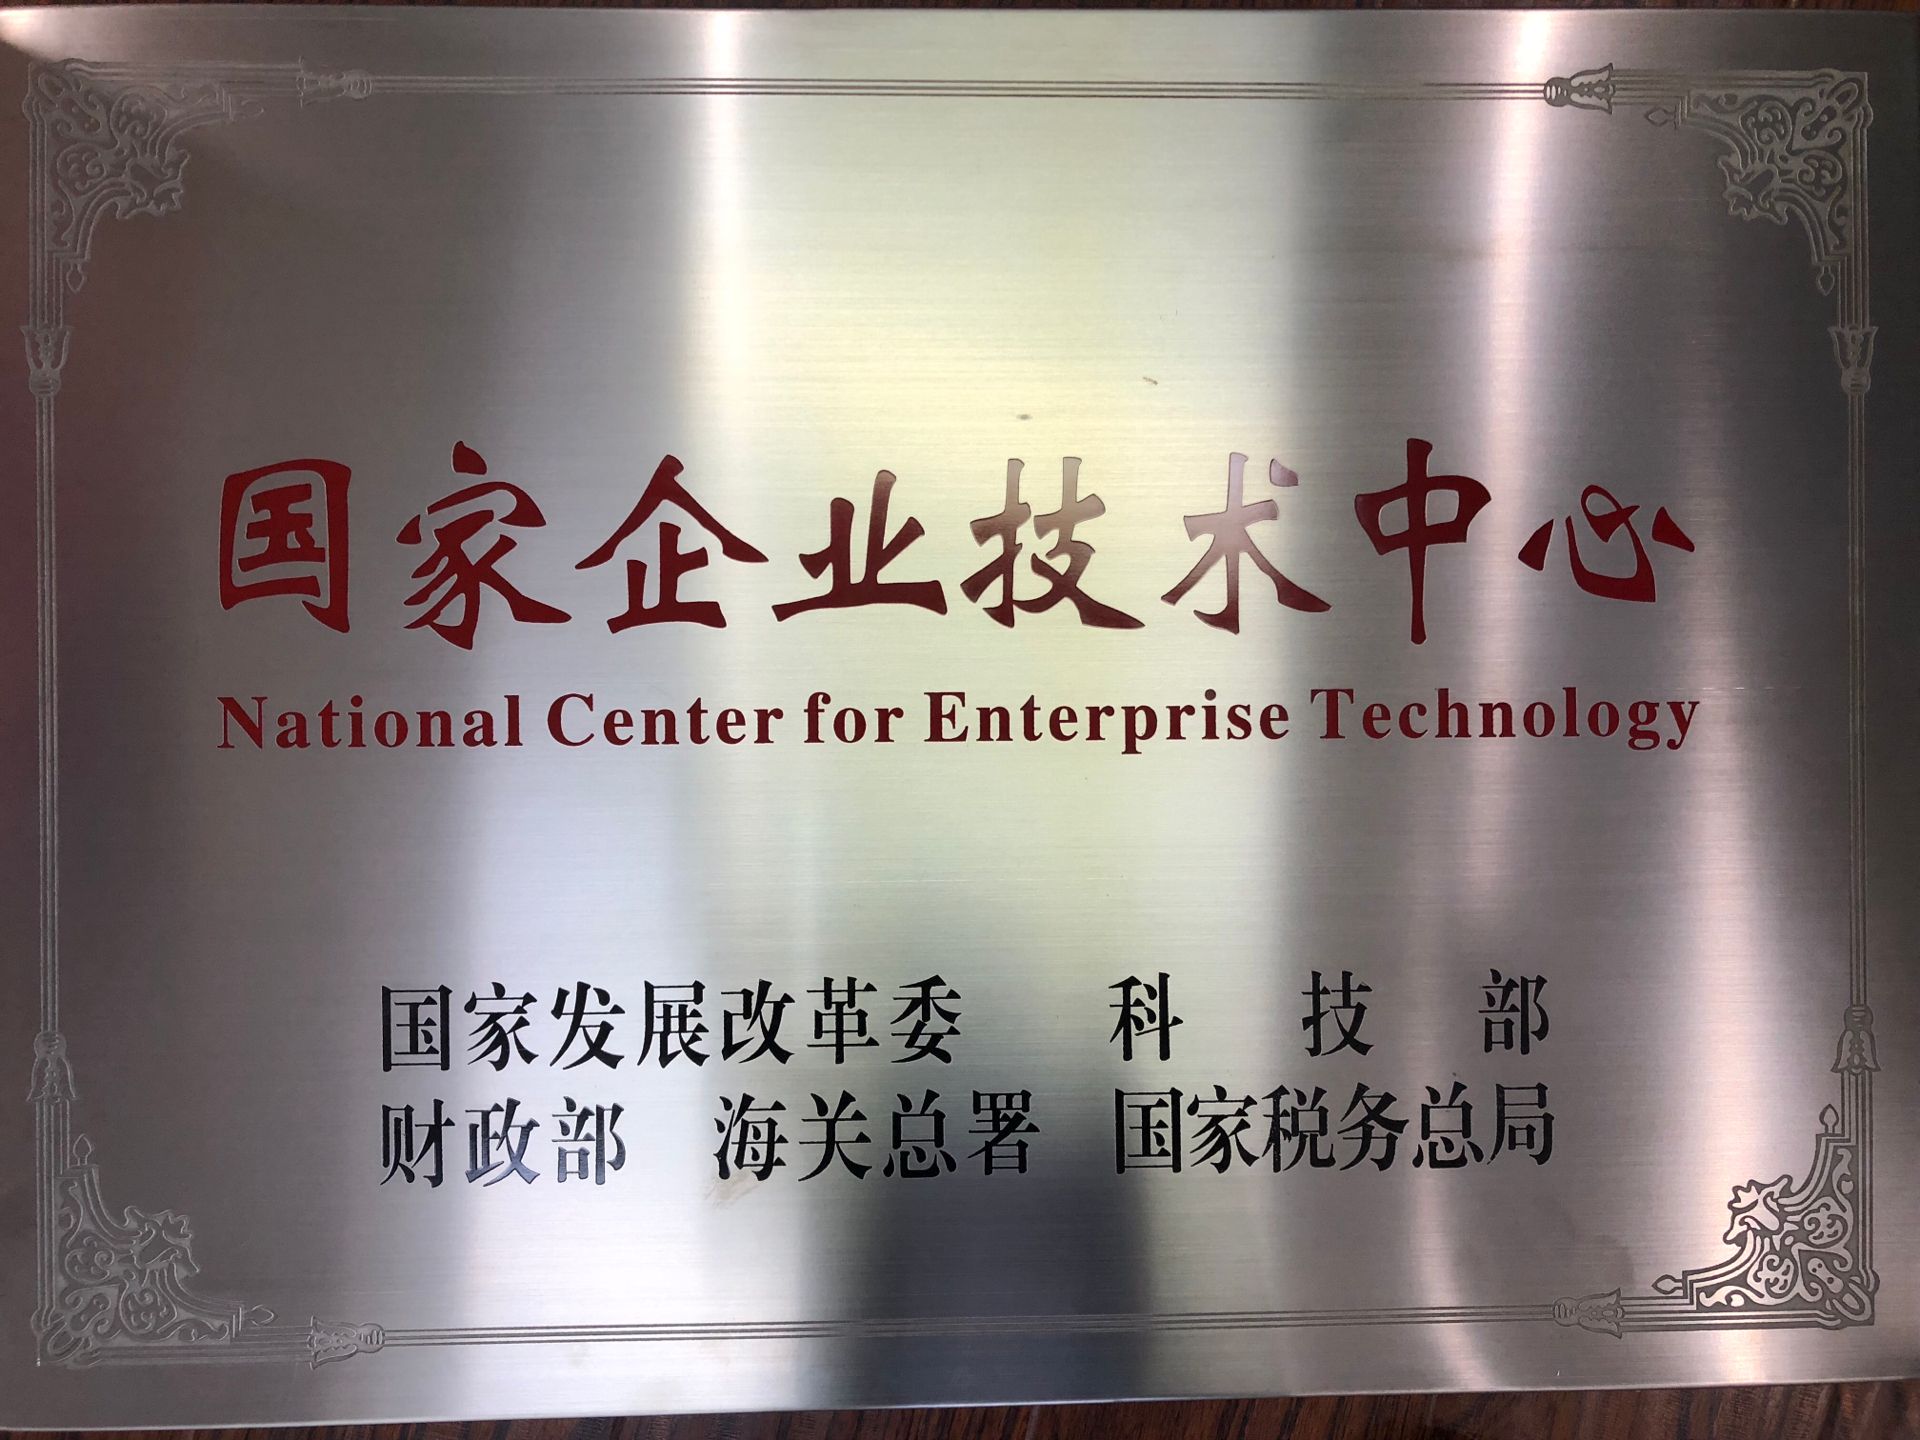 国家企业技术中心
National Center for Enterprise Technology
国家发展改革委 科技部
财政部 海关总署 国家税务总局